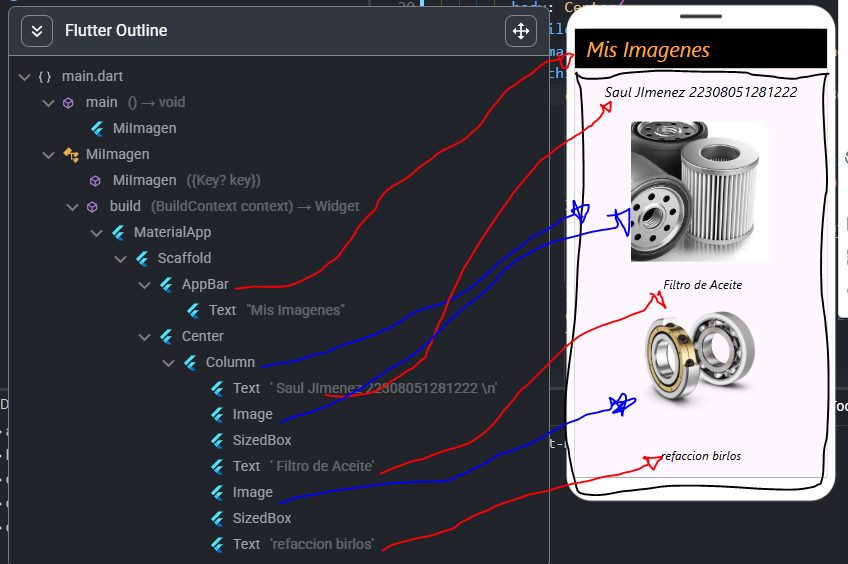 Flutter Outline
main.dart
main () → void
MiImagen
MiImagen
MiImagen ({Key? key})
build (BuildContext context) → Widget
MaterialApp
Scaffold
AppBar
Text "Mis Imagenes"
Center
Column
Text ' Saul JImenez 22308051281222 \n'
Image
SizedBox
Text ' Filtro de Aceite'
Image
SizedBox
Text 'refaccion birlos'
Mis Imagenes
Saul JImenez 22308051281222
Filtro de Aceite
refaccion birlos